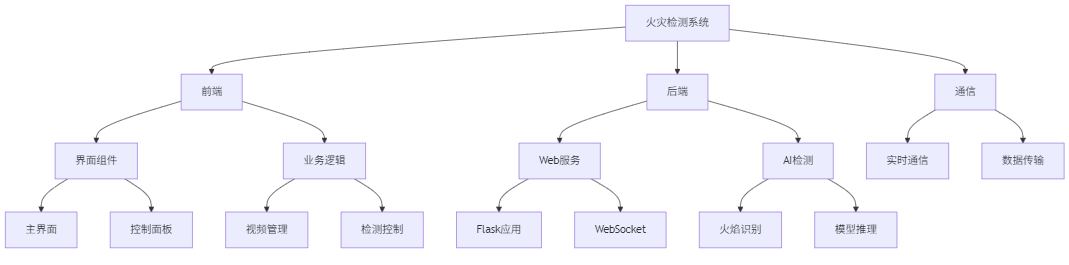 火灾检测系统
前端
后端
通信
界面组件
业务逻辑
Web服务
AI检测
实时通信
数据传输
主界面
控制面板
视频管理
检测控制
Flask应用
WebSocket
火焰识别
模型推理